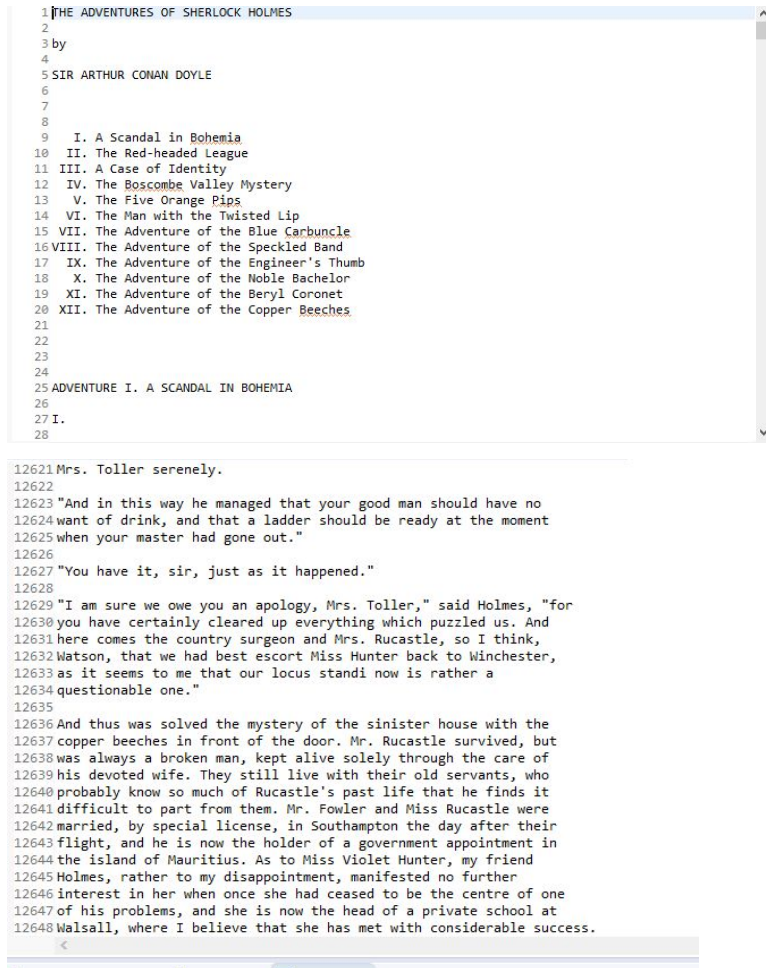 1 THE ADVENTURES OF SHERLOCK HOLMES
2
3 by
4
5 SIR ARTHUR CONAN DOYLE
6
7
8
9 I. A Scandal in Bohemia
10 II. The Red-headed League
11 III. A Case of Identity
12 IV. The Boscombe Valley Mystery
13 V. The Five Orange Pips
14 VI. The Man with the Twisted Lip
15 VII. The Adventure of the Blue Carbuncle
16 VIII. The Adventure of the Speckled Band
17 IX. The Adventure of the Engineer's Thumb
18 X. The Adventure of the Noble Bachelor
19 XI. The Adventure of the Beryl Coronet
20 XII. The Adventure of the Copper Beeches
21
22
23
24
25 ADVENTURE I. A SCANDAL IN BOHEMIA
26
27 I.
28
12621 Mrs. Toller serenely.
12622
12623 "And in this way he managed that your good man should have no
12624 want of drink, and that a ladder should be ready at the moment
12625 when your master had gone out."
12626
12627 "You have it, sir, just as it happened."
12628
12629 "I am sure we owe you an apology, Mrs. Toller," said Holmes, "for
12630 you have certainly cleared up everything which puzzled us. And
12631 here comes the country surgeon and Mrs. Rucastle, so I think,
12632 Watson, that we had best escort Miss Hunter back to Winchester,
12633 as it seems to me that our locus standi now is rather a
12634 questionable one."
12635
12636 And thus was solved the mystery of the sinister house with the
12637 copper beeches in front of the door. Mr. Rucastle survived, but
12638 was always a broken man, kept alive solely through the care of
12639 his devoted wife. They still live with their old servants, who
12640 probably know so much of Rucastle's past life that he finds it
12641 difficult to part from them. Mr. Fowler and Miss Rucastle were
12642 married, by special license, in Southampton the day after their
12643 flight, and he is now the holder of a government appointment in
12644 the island of Mauritius. As to Miss Violet Hunter, my friend
12645 Holmes, rather to my disappointment, manifested no further
12646 interest in her when once she had ceased to be the centre of one
12647 of his problems, and she is now the head of a private school at
12648 Walsall, where I believe that she has met with considerable success.